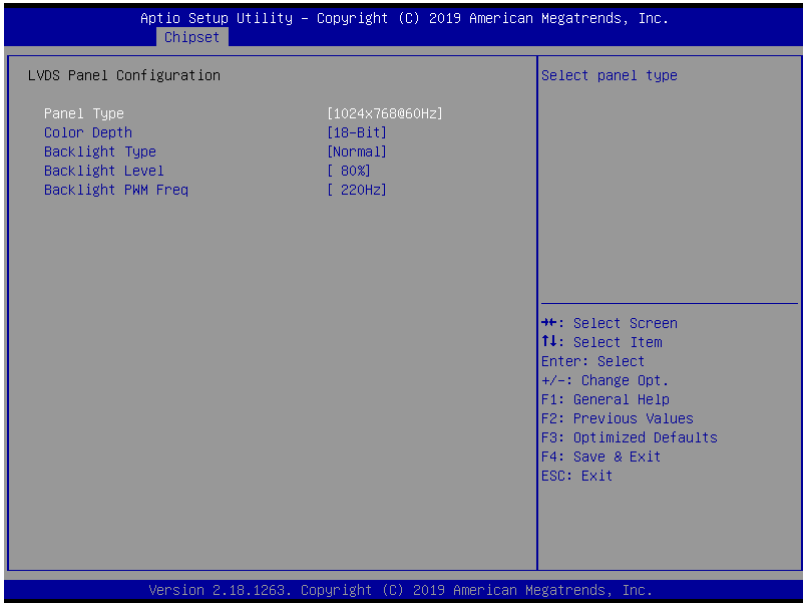 Aptio Setup Utility – Copyright (C) 2019 American Megatrends, Inc.
Chipset
LVDS Panel Configuration
Select panel type
Panel Type [1024x768@60Hz]
Color Depth [18-Bit]
Backlight Type [Normal]
Backlight Level [ 80%]
Backlight PWM Freq [ 220Hz]
→←: Select Screen
↑↓: Select Item
Enter: Select
+/-: Change Opt.
F1: General Help
F2: Previous Values
F3: Optimized Defaults
F4: Save & Exit
ESC: Exit
Version 2.18.1263. Copyright (C) 2019 American Megatrends, Inc.